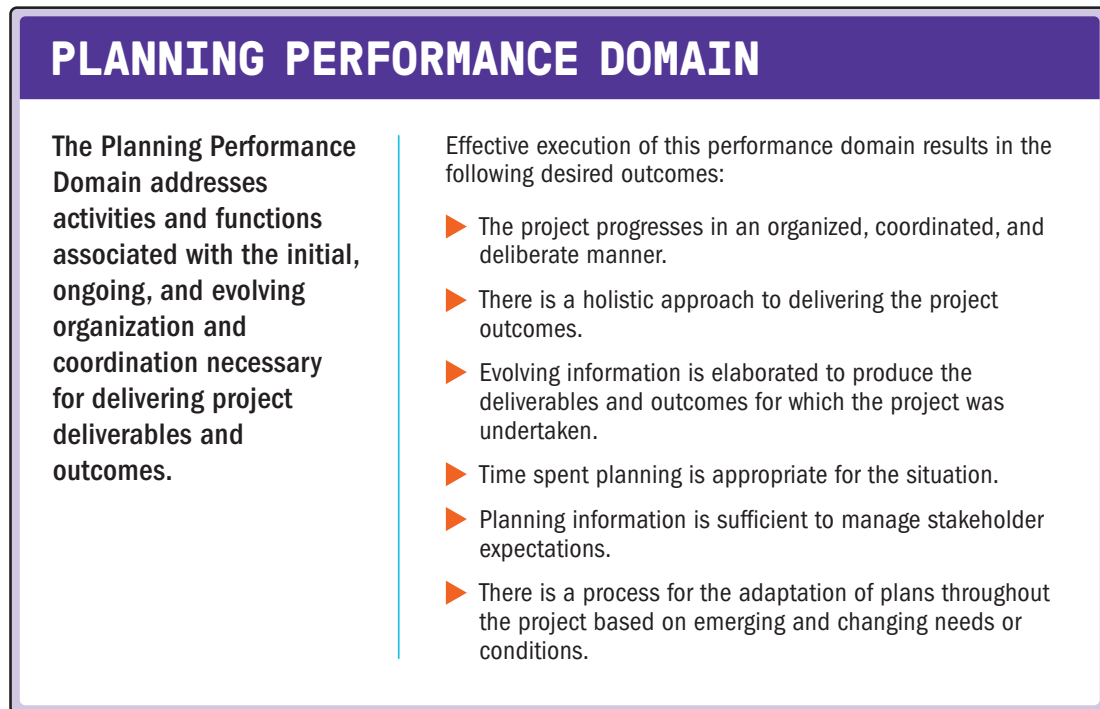 PLANNING PERFORMANCE DOMAIN
The Planning Performance
Domain addresses
activities and functions
associated with the initial,
ongoing, and evolving
organization and
coordination necessary
for delivering project
deliverables and
outcomes.
Effective execution of this performance domain results in the
following desired outcomes:
The project progresses in an organized, coordinated, and
deliberate manner.
There is a holistic approach to delivering the project
outcomes.
Evolving information is elaborated to produce the
deliverables and outcomes for which the project was
undertaken.
Time spent planning is appropriate for the situation.
Planning information is sufficient to manage stakeholder
expectations.
There is a process for the adaptation of plans throughout
the project based on emerging and changing needs or
conditions.